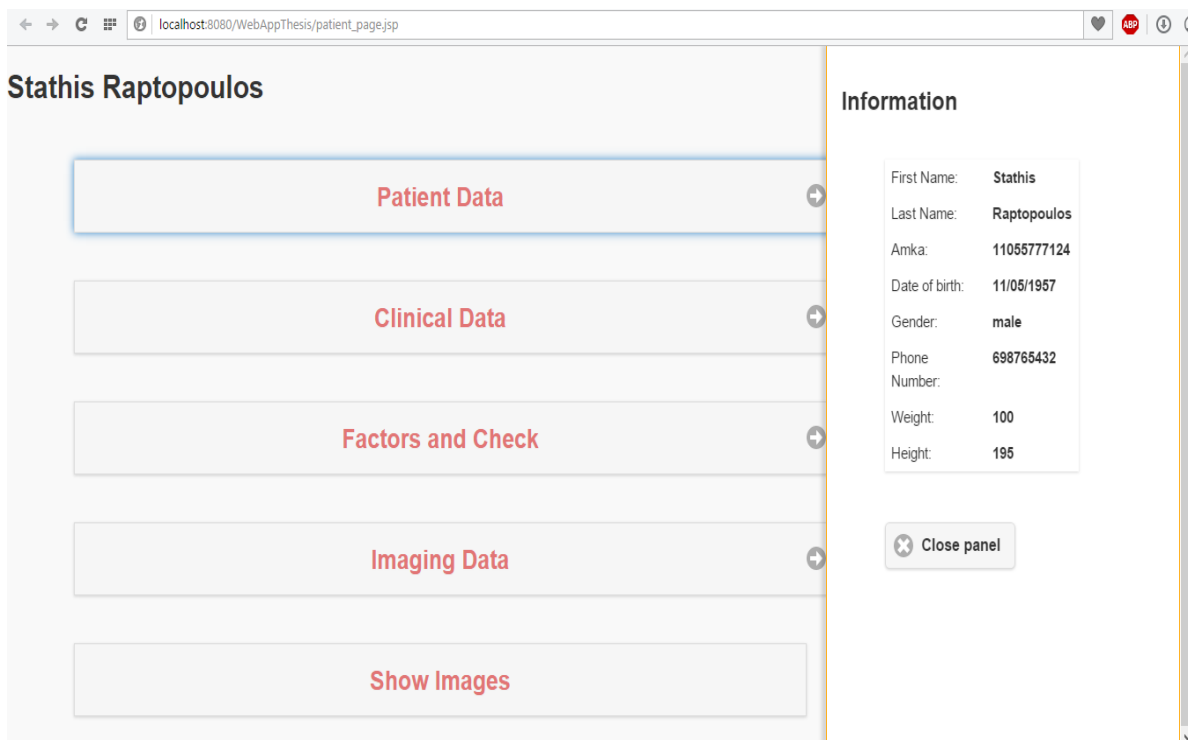 localhost:8080/WebAppThesis/patient_page.jsp
ABP
Stathis Raptopoulos
Patient Data
Clinical Data
Factors and Check
Imaging Data
Show Images
Information
First Name: Stathis
Last Name: Raptopoulos
Amka: 11055777124
Date of birth: 11/05/1957
Gender: male
Phone 698765432
Number:
Weight: 100
Height: 195
Close panel